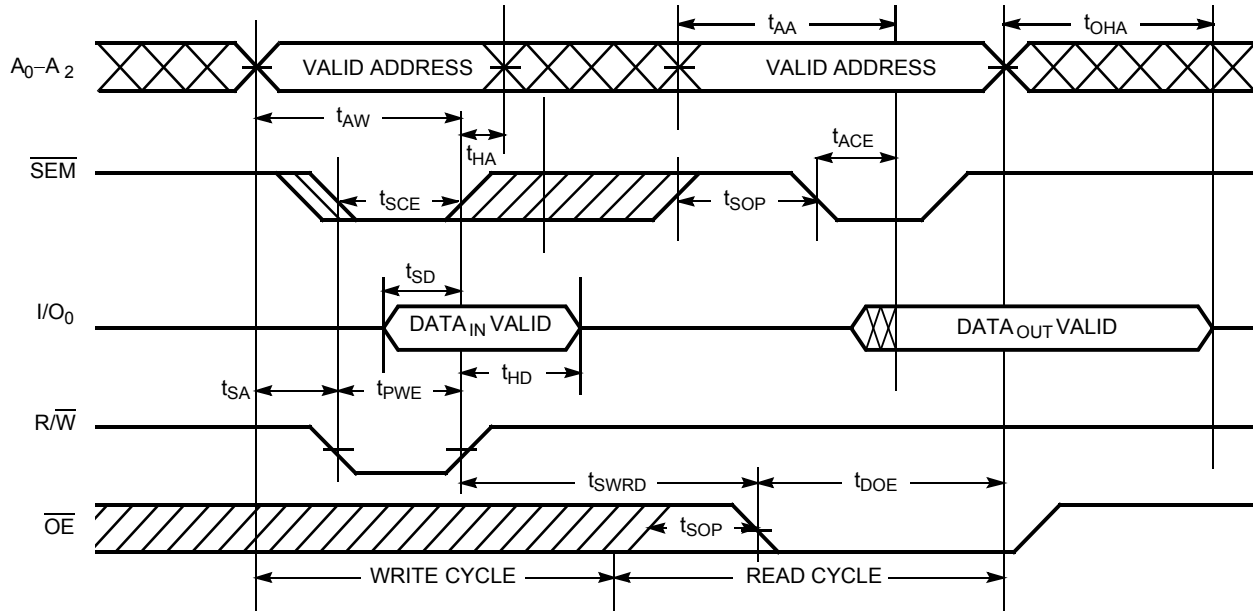 tAA
tOHA
A0–A2
VALID ADDRESS
VALID ADDRESS
tAW
tHA
tACE
SEM
tSCE
tSOP
tSD
I/O0
DATAIN VALID
DATAOUT VALID
tSA
tPWE
tHD
R/W
tSWRD
tDOE
OE
tSOP
WRITE CYCLE
READ CYCLE